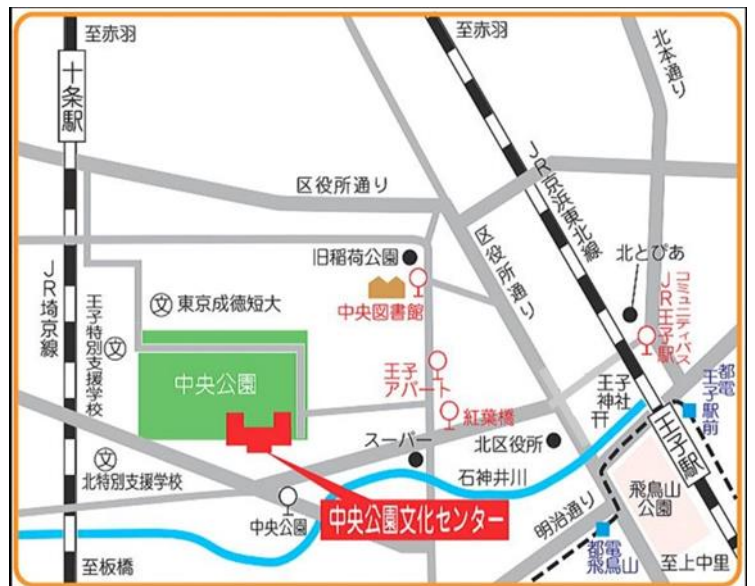 至赤羽
十条駅
JR埼京線
至赤羽
北本通り
JR京浜東北線
区役所通り
区役所通り
旧稲荷公園
中央図書館
北とぴあ
コミュニティバス
JR王子駅
東京成徳短大
文
王子特別支援学校
文
中央公園
王子
アパート
紅葉橋
王子
神社
都電
王子駅前
王子駅
スーパー
北区役所
石神井川
文
北特別支援学校
中央公園
中央公園文化センター
明治通り
飛鳥山
公園
都電
飛鳥山
至板橋
至上中里